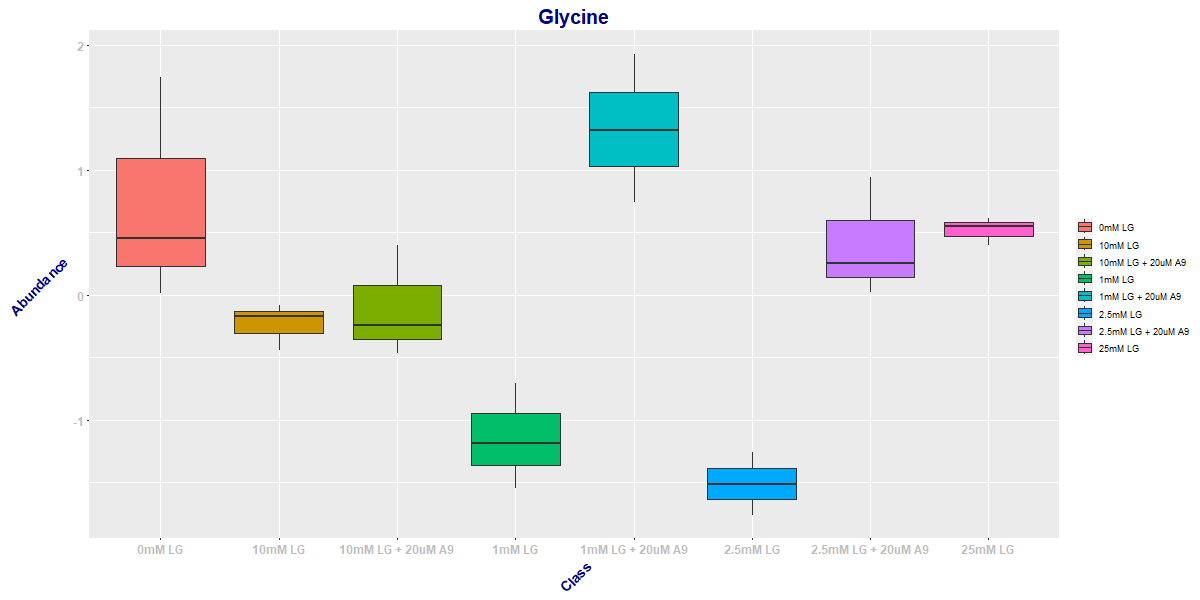 Glycine
Abundance
2
1
0
-1
0mM LG
10mM LG
10mM LG + 20uM A9
1mM LG
1mM LG + 20uM A9
2.5mM LG
2.5mM LG + 20uM A9
25mM LG
Class
0mM LG
10mM LG
10mM LG + 20uM A9
1mM LG
1mM LG + 20uM A9
2.5mM LG
2.5mM LG + 20uM A9
25mM LG